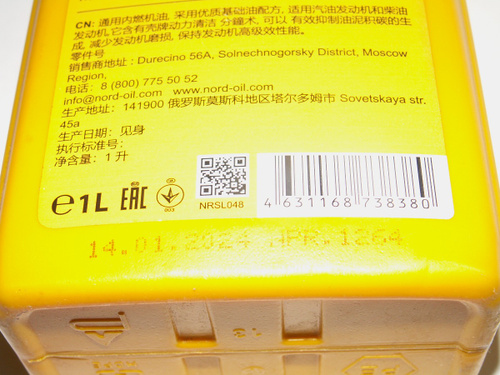 CN: 通用内燃机油, 采用优质基础油配方, 适用汽油发动机和柴油
发动机.它含有壳牌动力清洁 分鐘术, 可以 有效抑制油泥积碳的生
成, 减少发动机磨损, 保持发动机高级效性能。
零件号
销售商地址: Durecino 56A, Solnechnogorsky District, Moscow
Region,
电话: 8 (800) 775 50 52
info@nord-oil.com www.nord-oil.com
生产地址: 141900 俄罗斯莫斯科地区塔尔多姆市 Sovetskaya str.
45a
生产日期: 见身
执行标准号:
净含量: 1 升
e1L EAC
NRSL048
4 631168 738380
14.01.2024 APR.1264